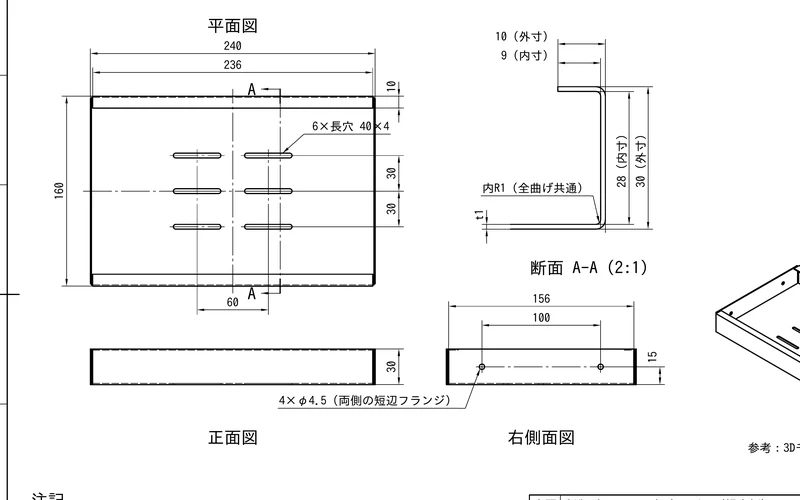 平面図
240
236
A
10
6×長穴 40×4
160
30
30
A
60
10（外寸）
9（内寸）
28（内寸）
30（外寸）
内R1（全曲げ共通）
t1
断面 A-A (2:1)
156
100
15
30
4×φ4.5（両側の短辺フランジ）
正面図
右側面図
参考：3D
注記